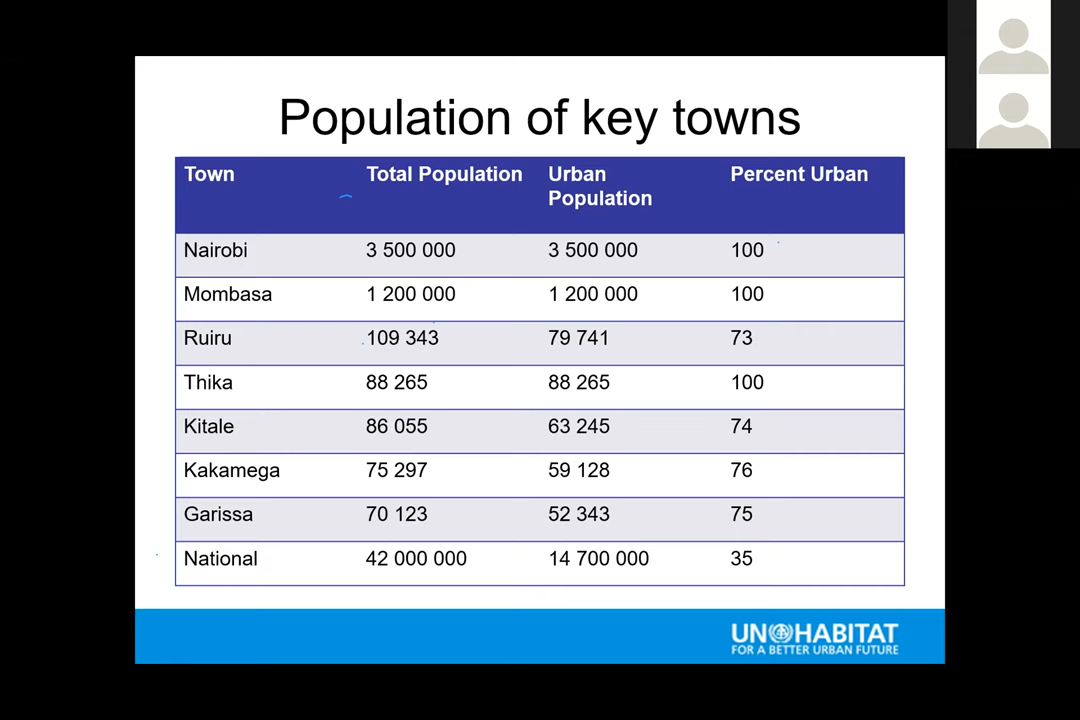 Population of key towns
Town Total Population Urban Population Percent Urban
Nairobi 3 500 000 3 500 000 100
Mombasa 1 200 000 1 200 000 100
Ruiru 109 343 79 741 73
Thika 88 265 88 265 100
Kitale 86 055 63 245 74
Kakamega 75 297 59 128 76
Garissa 70 123 52 343 75
National 42 000 000 14 700 000 35
UN HABITAT
FOR A BETTER URBAN FUTURE